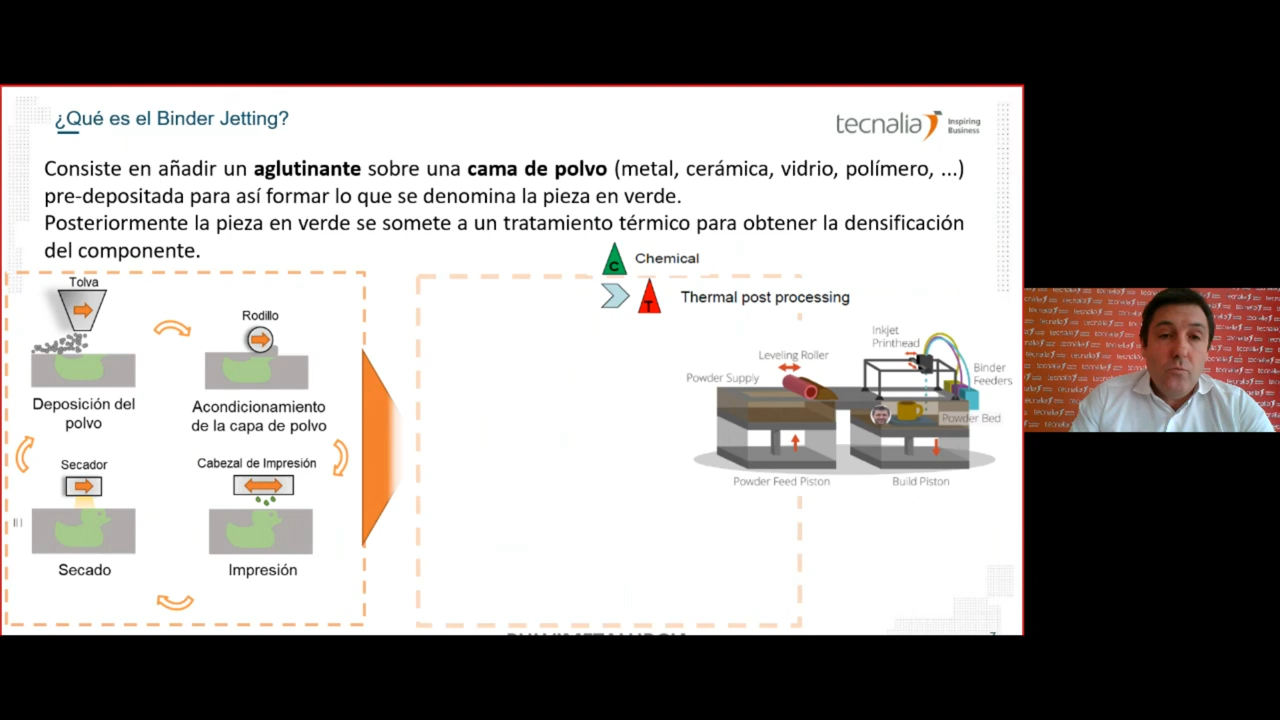 ¿Qué es el Binder Jetting?
tecnalia Inspiring
Business
Consiste en añadir un aglutinante sobre una cama de polvo (metal, cerámica, vidrio, polímero, ...)
pre-depositada para así formar lo que se denomina la pieza en verde.
Posteriormente la pieza en verde se somete a un tratamiento térmico para obtener la densificación
del componente.
C Chemical
T Thermal post processing
Tolva
Rodillo
Deposición del
polvo
Acondicionamiento
de la capa de polvo
Secador
Cabezal de Impresión
Secado
Impresión
Inkjet
Printhead
Leveling Roller
Powder Supply
Binder
Feeders
Powder Bed
Powder Feed Piston
Build Piston
tecnalia